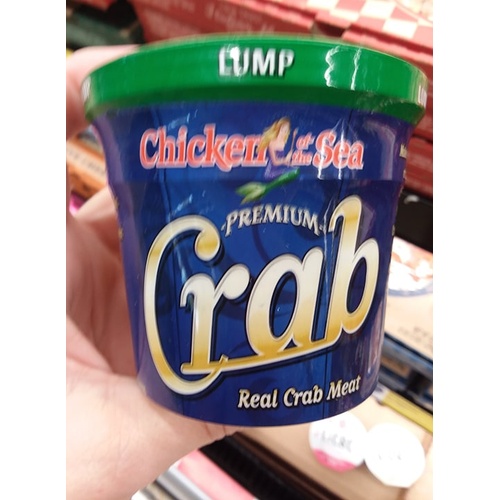 LUMP
Chicken of the Sea
PREMIUM
Crab
Real Crab Meat